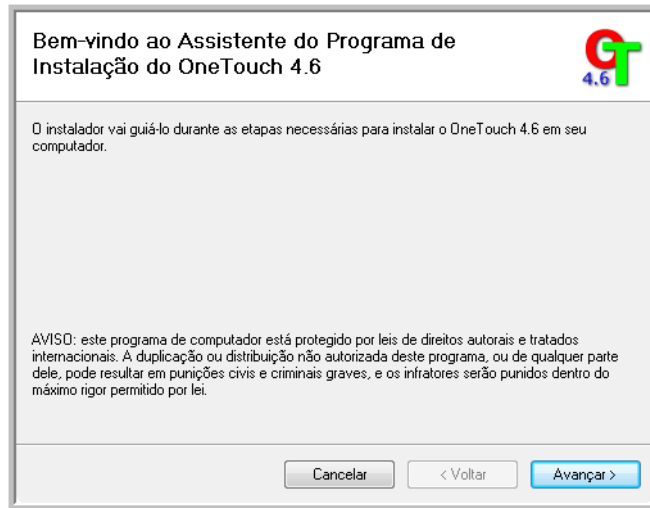 Bem-vindo ao Assistente do Programa de
Instalação do OneTouch 4.6
OT
4.6
O instalador vai guiá-lo durante as etapas necessárias para instalar o OneTouch 4.6 em seu
computador.
AVISO: este programa de computador está protegido por leis de direitos autorais e tratados
internacionais. A duplicação ou distribuição não autorizada deste programa, ou de qualquer parte
dele, pode resultar em punições civis e criminais graves, e os infratores serão punidos dentro do
máximo rigor permitido por lei.
Cancelar
< Voltar
Avançar >